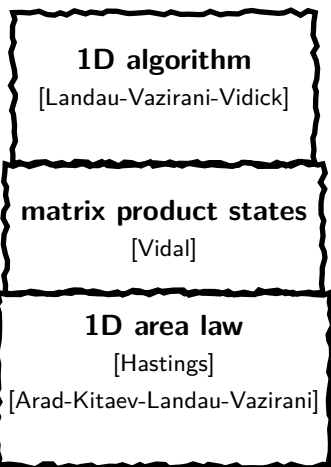 1D algorithm
[Landau-Vazirani-Vidick]
matrix product states
[Vidal]
1D area law
[Hastings]
[Arad-Kitaev-Landau-Vazirani]